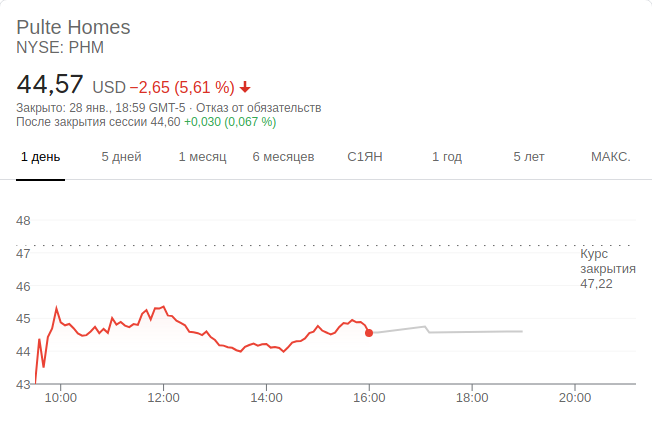 Pulte Homes
NYSE: PHM
44,57 USD −2,65 (5,61 %)
Закрыто: 28 янв., 18:59 GMT-5 · Отказ от обязательств
После закрытия сессии 44,60 +0,030 (0,067 %)
1 день 5 дней 1 месяц 6 месяцев С1ЯН 1 год 5 лет МАКС.
48
47
46
45
44
43
Курс
закрытия
47,22
10:00 12:00 14:00 16:00 18:00 20:00